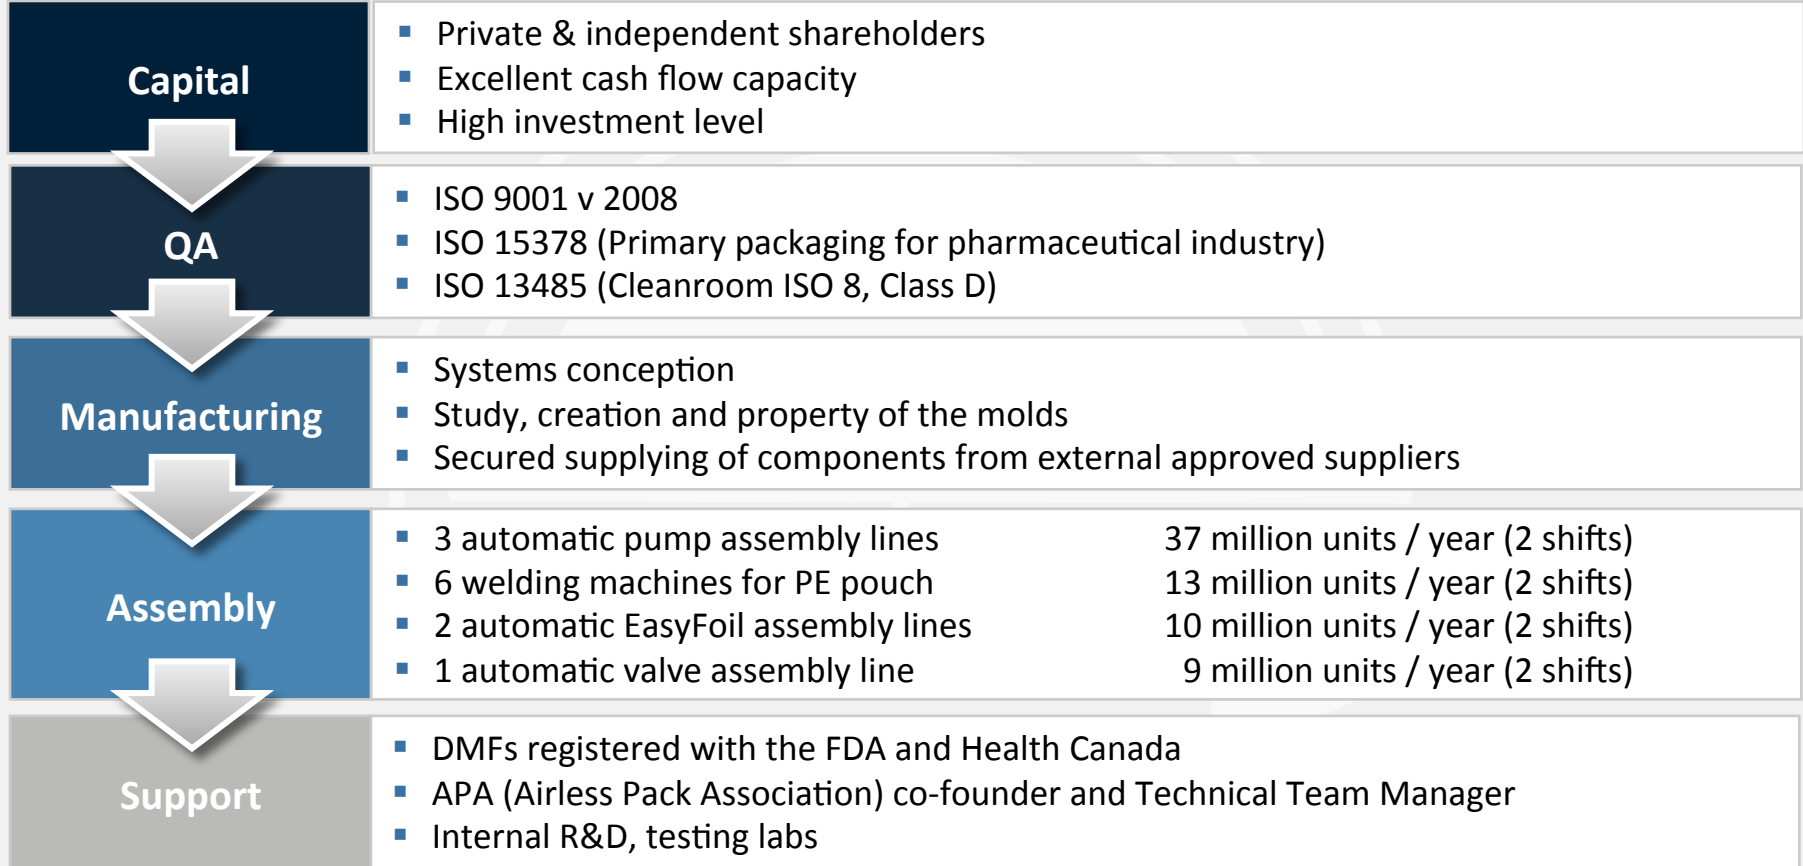 Capital
▪ Private & independent shareholders
▪ Excellent cash flow capacity
▪ High investment level
QA
▪ ISO 9001 v 2008
▪ ISO 15378 (Primary packaging for pharmaceutical industry)
▪ ISO 13485 (Cleanroom ISO 8, Class D)
Manufacturing
▪ Systems conception
▪ Study, creation and property of the molds
▪ Secured supplying of components from external approved suppliers
Assembly
▪ 3 automatic pump assembly lines 37 million units / year (2 shifts)
▪ 6 welding machines for PE pouch 13 million units / year (2 shifts)
▪ 2 automatic EasyFoil assembly lines 10 million units / year (2 shifts)
▪ 1 automatic valve assembly line 9 million units / year (2 shifts)
Support
▪ DMFs registered with the FDA and Health Canada
▪ APA (Airless Pack Association) co-founder and Technical Team Manager
▪ Internal R&D, testing labs